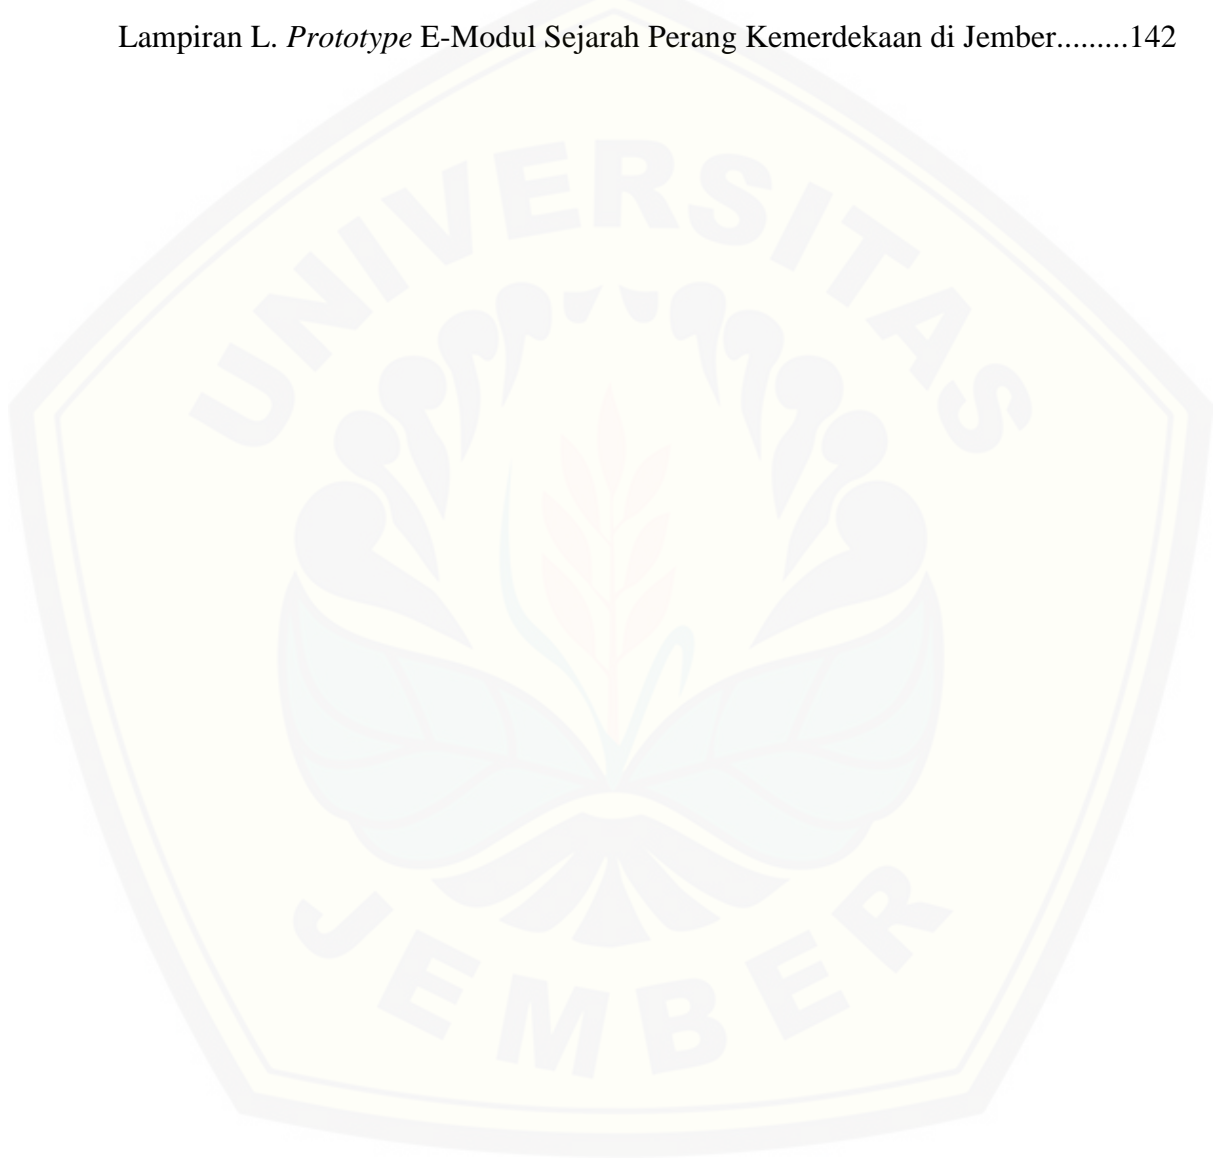 Lampiran L. Prototype E-Modul Sejarah Perang Kemerdekaan di Jember.........142
UNIVERSITAS
JEMBER